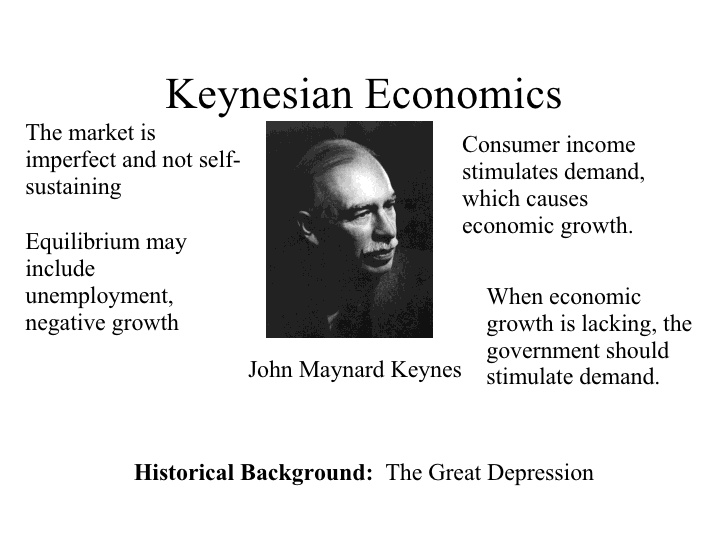 Keynesian Economics
The market is
imperfect and not self-
sustaining
Equilibrium may
include
unemployment,
negative growth
Consumer income
stimulates demand,
which causes
economic growth.
When economic
growth is lacking, the
government should
stimulate demand.
John Maynard Keynes
Historical Background: The Great Depression